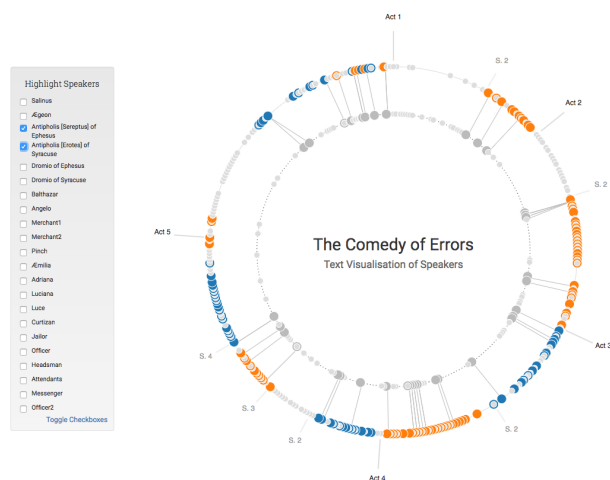 Highlight Speakers
Salinus
Ægeon
Antipholis [Sereptus] of
Ephesus
Antipholis [Erotes] of
Syracuse
Dromio of Ephesus
Dromio of Syracuse
Balthazar
Angelo
Merchant1
Merchant2
Pinch
Æmilia
Adriana
Luciana
Luce
Curtizan
Jailor
Officer
Headsman
Attendants
Messenger
Officer2
Toggle Checkboxes
The Comedy of Errors
Text Visualisation of Speakers
Act 1
S. 2
Act 2
S. 2
Act 3
S. 2
Act 4
S. 2
S. 3
S. 4
Act 5